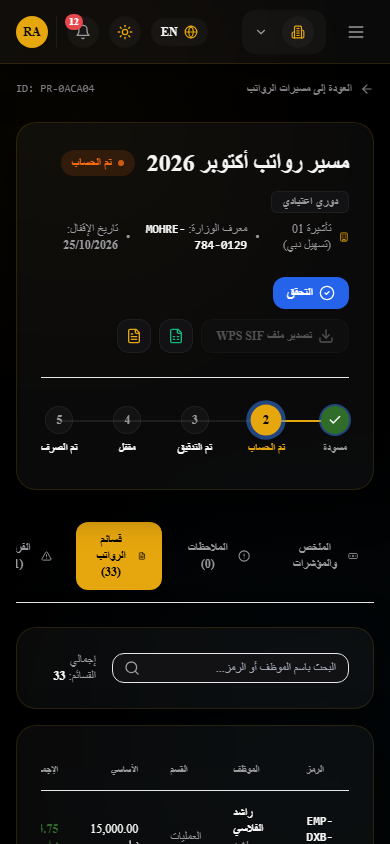 RA
12
EN
العودة إلى مسيرات الرواتب
ID: PR-0ACA04
مسير رواتب أكتوبر 2026
تم الحساب
دوري اعتيادي
تأشيرة 01 (تسهيل دبي)
•
معرف الوزارة: MOHRE-784-0129
•
تاريخ الإقفال: 25/10/2026
التحقق
تصدير ملف WPS SIF
مسودة
2
تم الحساب
3
تم التدقيق
4
مقفل
5
تم الصرف
الملخص والمؤشرات
الملاحظات (0)
قسائم الرواتب (33)
البحث باسم الموظف أو الرمز...
إجمالي القسائم: 33
الرمز
الموظف
القسم
الأساسي
EMP-DXB-
راشد الفلاسي
العمليات
15,000.00